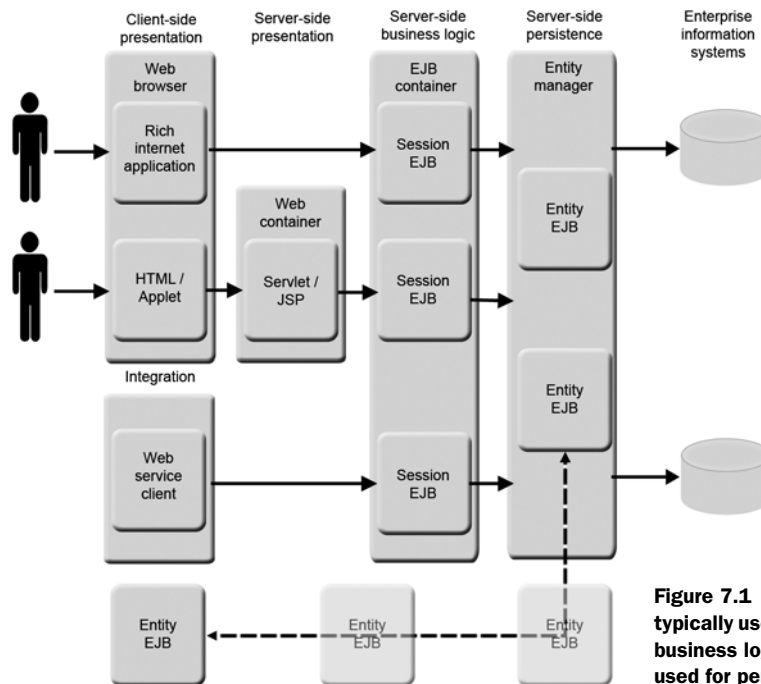 Client-side
presentation
Server-side
presentation
Server-side
business logic
Server-side
persistence
Enterprise
information
systems
Web
browser
EJB
container
Entity
manager
Rich
internet
application
Session
EJB
Web
container
Entity
EJB
HTML /
Applet
Servlet /
JSP
Session
EJB
Integration
Entity
EJB
Web
service
client
Session
EJB
Entity
EJB
Entity
EJB
Entity
EJB
Figure 7.1
typically use
business lo
used for pe